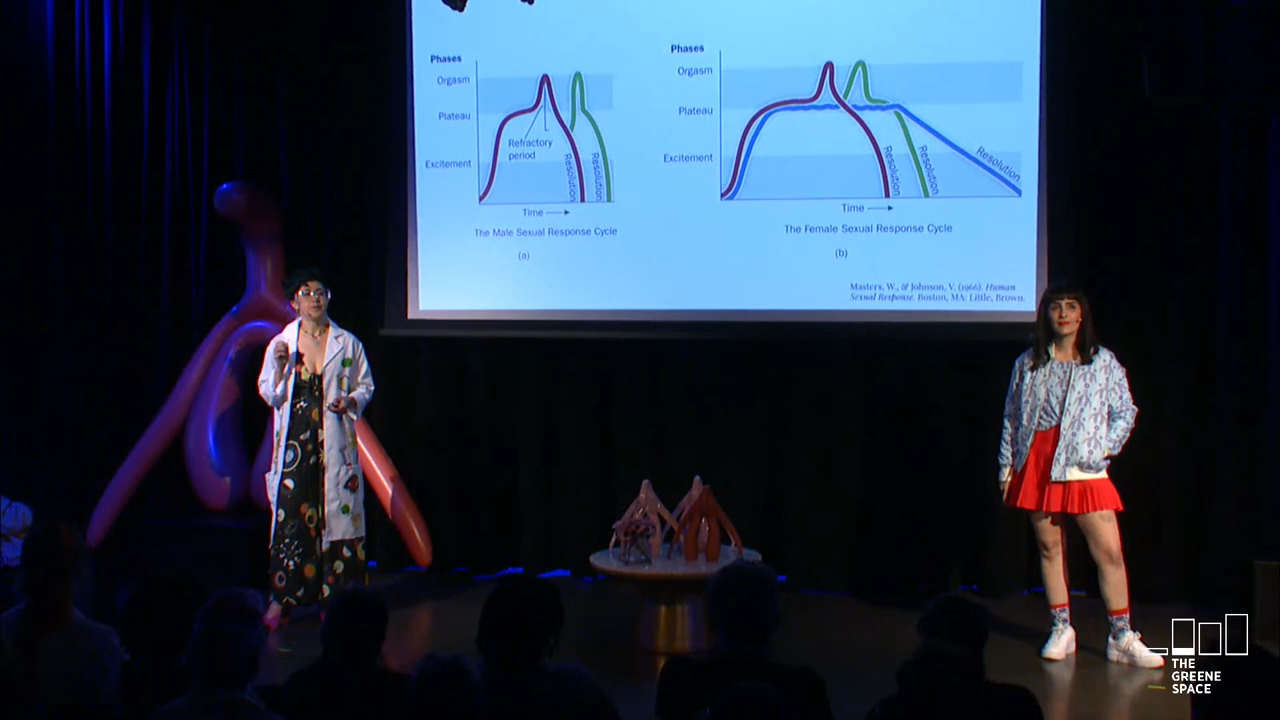 Phases
Orgasm
Plateau
Excitement
Refractory
period
Resolution
Resolution
Time
The Male Sexual Response Cycle
(a)
Phases
Orgasm
Plateau
Excitement
Resolution
Resolution
Resolution
Time
The Female Sexual Response Cycle
(b)
Masters, W., & Johnson, V. (1966). Human
Sexual Response. Boston, MA: Little, Brown.
THE
GREENE
SPACE